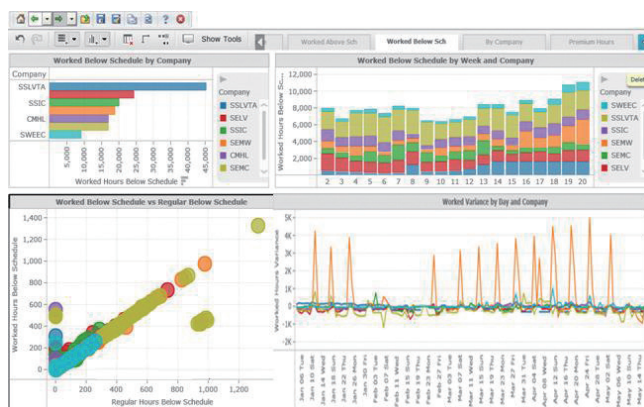 Show Tools
Worked Above Sch
Worked Below Sch
By Company
Premium Hours
Worked Below Schedule by Company
Company
SSLVTA
SSIC
CMHL
SWEEC
5,000
10,000
15,000
20,000
25,000
30,000
35,000
40,000
45,000
Worked Hours Below Schedule
Company
SSLVTA
SELV
SSIC
SEMW
CMHL
SEMC
Worked Below Schedule by Week and Company
Worked Hours Below Sc...
12,000
10,000
8,000
6,000
4,000
2,000
2 3 4 5 6 7 8 9 10 11 12 13 14 15 16 17 18 19 20
Delet
Company
SWEEC
SSLVTA
SEMC
SEMW
SSIC
CMHL
SELV
Worked Below Schedule vs Regular Below Schedule
Worked Hours Below Schedule
1,400
1,200
1,000
800
600
400
200
0
0 200 400 600 800 1,000 1,200
Regular Hours Below Schedule
Worked Variance by Day and Company
Worked Hours Variance
5K
4K
3K
2K
1K
0
-1K
-2K
Jan 06 Tue
Jan 10 Sat
Jan 14 Wed
Jan 18 Sun
Jan 22 Thu
Jan 26 Mon
Jan 30 Fri
Feb 03 Tue
Feb 07 Sat
Feb 11 Wed
Feb 15 Sun
Feb 19 Thu
Feb 23 Mon
Feb 27 Fri
Mar 03 Tue
Mar 07 Sat
Mar 11 Wed
Mar 15 Sun
Mar 19 Thu
Mar 23 Mon
Mar 27 Fri
Mar 31 Tue
Apr 04 Sat
Apr 08 Wed
Apr 12 Sun
Apr 16 Thu
Apr 20 Mon
Apr 24 Fri
Apr 28 Tue
May 02 Sat
May 06 Wed
May 10 Sun
May 14 Thu